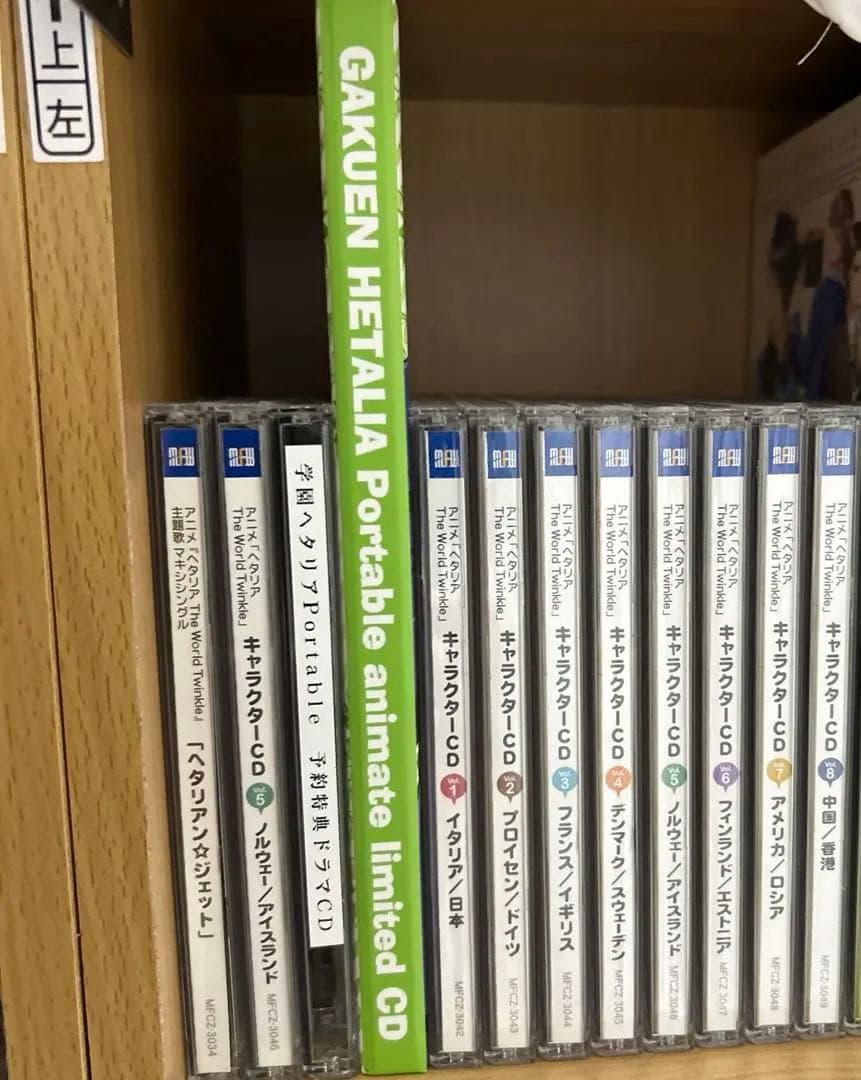 上
左
アニメ『ヘタリア The World Twinkle』
主題歌 マキシシングル
「ヘタリアン☆ジェット」
MFCZ-3034
アニメ「ヘタリア
The World Twinkle」
キャラクターCD
Vol.
5
ノルウェー/アイスランド
MFCZ-3046
学園ヘタリアPortable 予約特典ドラマCD
GAKUEN HETALIA Portable animate limited CD
アニメ「ヘタリア
The World Twinkle」
キャラクターCD
Vol.
1
イタリア/日本
MFCZ-3042
アニメ「ヘタリア
The World Twinkle」
キャラクターCD
Vol.
2
プロイセン/ドイツ
MFCZ-3043
アニメ「ヘタリア
The World Twinkle」
キャラクターCD
Vol.
3
フランス/イギリス
MFCZ-3044
アニメ「ヘタリア
The World Twinkle」
キャラクターCD
Vol.
4
デンマーク/スウェーデン
MFCZ-3045
アニメ「ヘタリア
The World Twinkle」
キャラクターCD
Vol.
5
ノルウェー/アイスランド
MFCZ-3046
アニメ「ヘタリア
The World Twinkle」
キャラクターCD
Vol.
6
フィンランド/エストニア
MFCZ-3047
アニメ「ヘタリア
The World Twinkle」
キャラクターCD
Vol.
7
アメリカ/ロシア
MFCZ-3048
アニメ「ヘタリア
The World Twinkle」
キャラクターCD
Vol.
8
中国/香港
MFCZ-3049